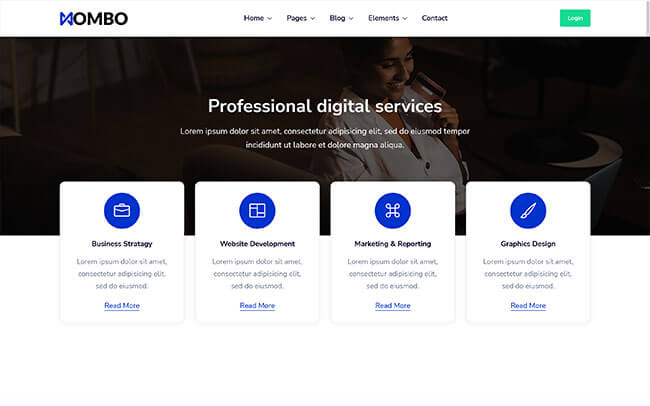 MOMBO
Home Pages Blog Elements Contact
Login
Professional digital services
Lorem ipsum dolor sit amet, consectetur adipisicing elit, sed do eiusmod tempor
incididunt ut labore et dolore magna aliqua.
Business Stratagy
Lorem ipsum dolor sit amet,
consectetur adipisicing elit,
sed do eiusmod.
Read More
Website Development
Lorem ipsum dolor sit amet,
consectetur adipisicing elit,
sed do eiusmod.
Read More
Marketing & Reporting
Lorem ipsum dolor sit amet,
consectetur adipisicing elit,
sed do eiusmod.
Read More
Graphics Design
Lorem ipsum dolor sit amet,
consectetur adipisicing elit,
sed do eiusmod.
Read More